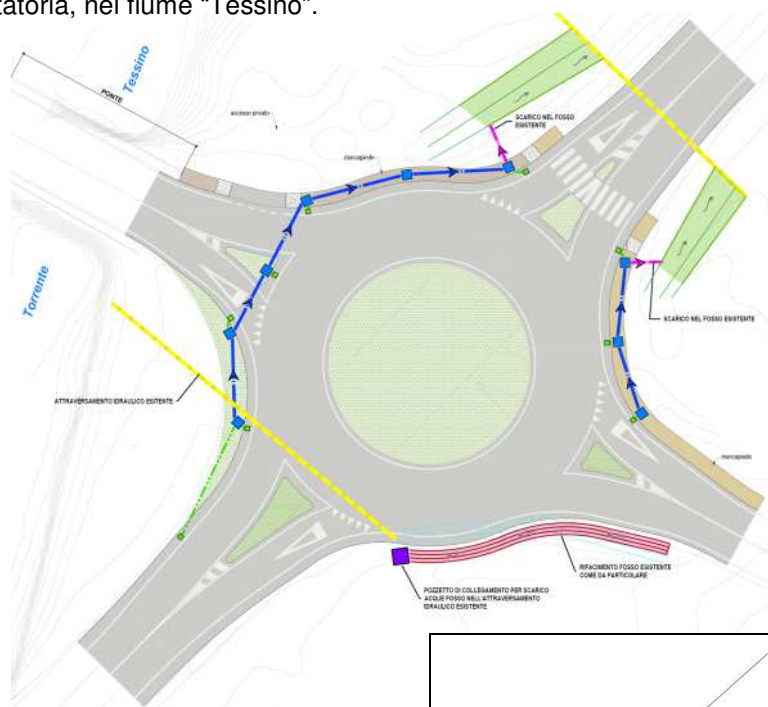 tatoria, nel fiume “Tessino”.
Tessino
PONTE
accesso privato
SCARICO NEL FOSSO
ESISTENTE
marciapiede
Torrente
SCARICO NEL FOSSO ESISTENTE
ATTRAVERSAMENTO IDRAULICO ESITENTE
marciapiede
RIFACIMENTO FOSSO ESISTENTE
COME DA PARTICOLARE
POZZETTO DI COLLEGAMENTO PER SCARICO
ACQUE FOSSO NELL'ATTRAVERSAMENTO
IDRAULICO ESISTENTE